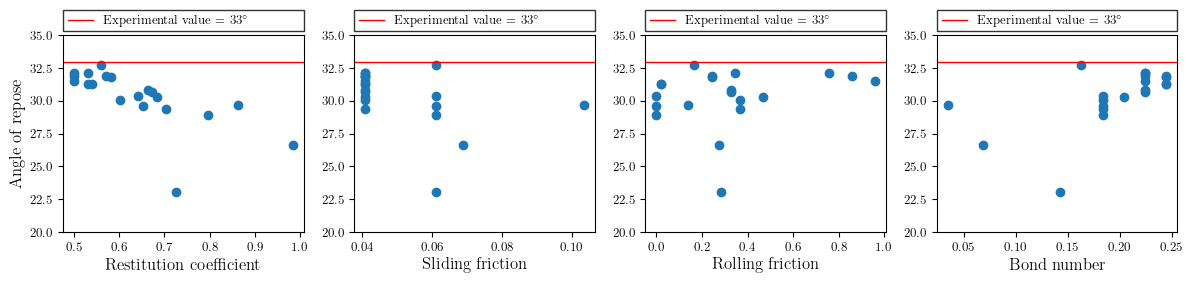 Experimental value = 33°
Experimental value = 33°
Experimental value = 33°
Experimental value = 33°
Angle of repose
35.0
32.5
30.0
27.5
25.0
22.5
20.0
0.5 0.6 0.7 0.8 0.9 1.0
Restitution coefficient
35.0
32.5
30.0
27.5
25.0
22.5
20.0
0.04 0.06 0.08 0.10
Sliding friction
35.0
32.5
30.0
27.5
25.0
22.5
20.0
0.0 0.2 0.4 0.6 0.8 1.0
Rolling friction
35.0
32.5
30.0
27.5
25.0
22.5
20.0
0.05 0.10 0.15 0.20 0.25
Bond number